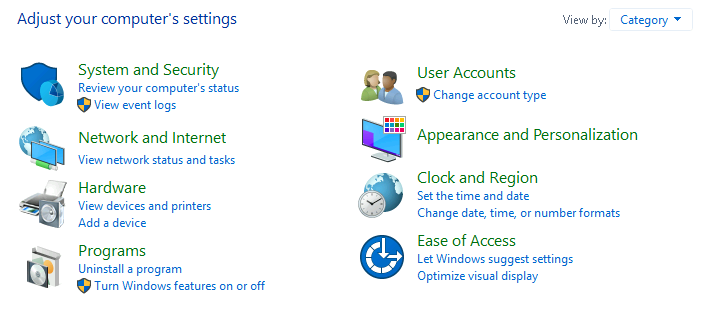 Adjust your computer's settings
View by: Category
System and Security
Review your computer's status
View event logs
Network and Internet
View network status and tasks
Hardware
View devices and printers
Add a device
Programs
Uninstall a program
Turn Windows features on or off
User Accounts
Change account type
Appearance and Personalization
Clock and Region
Set the time and date
Change date, time, or number formats
Ease of Access
Let Windows suggest settings
Optimize visual display